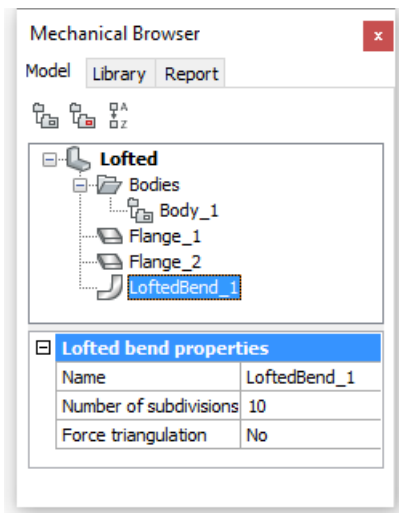 Mechanical Browser x
Model Library Report
A
Z
Lofted
Bodies
Body_1
Flange_1
Flange_2
LoftedBend_1
Lofted bend properties
Name LoftedBend_1
Number of subdivisions 10
Force triangulation No